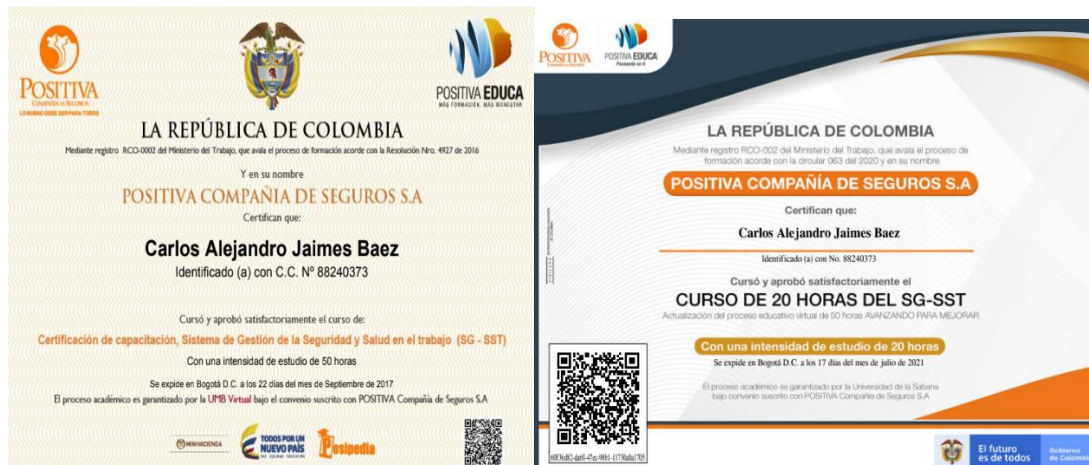 POSITIVA
COMPAÑÍA DE SEGUROS
LO BUENO DEBE SER PARA TODOS
POSITIVA EDUCA
MÁS FORMACIÓN, MÁS BIENESTAR
LA REPÚBLICA DE COLOMBIA
Mediante registro RCO-0002 del Ministerio del Trabajo, que avala el proceso de formación acorde con la Resolución Nro. 4927 de 2016
Y en su nombre
POSITIVA COMPAÑIA DE SEGUROS S.A
Certifican que:
Carlos Alejandro Jaimes Baez
Identificado (a) con C.C. Nº 88240373
Cursó y aprobó satisfactoriamente el curso de:
Certificación de capacitación, Sistema de Gestión de la Seguridad y Salud en el trabajo (SG - SST)
Con una intensidad de estudio de 50 horas
Se expide en Bogotá D.C. a los 22 días del mes de Septiembre de 2017
El proceso académico es garantizado por la UMB Virtual bajo el convenio suscrito con POSITIVA Compañia de Seguros S.A
MINHACIENDA
TODOS POR UN
NUEVO PAÍS
Posipedia
POSITIVA
POSITIVA EDUCA
LA REPÚBLICA DE COLOMBIA
Mediante registro RCO-002 del Ministerio del Trabajo, que avala el proceso de
formación acorde con la circular 063 del 2020 y en su nombre
POSITIVA COMPAÑÍA DE SEGUROS S.A
Certifican que:
Carlos Alejandro Jaimes Baez
Identificado (a) con No. 88240373
Cursó y aprobó satisfactoriamente el
CURSO DE 20 HORAS DEL SG-SST
Actualización del proceso educativo virtual de 50 horas AVANZANDO PARA MEJORAR
Con una intensidad de estudio de 20 horas
Se expide en Bogotá D.C. a los 17 días del mes de julio de 2021
El proceso académico es garantizado por la Universidad de la Sabana
bajo convenio suscrito con POSITIVA Compañía de Seguros S.A
El futuro
es de todos
Gobierno
de Colombia